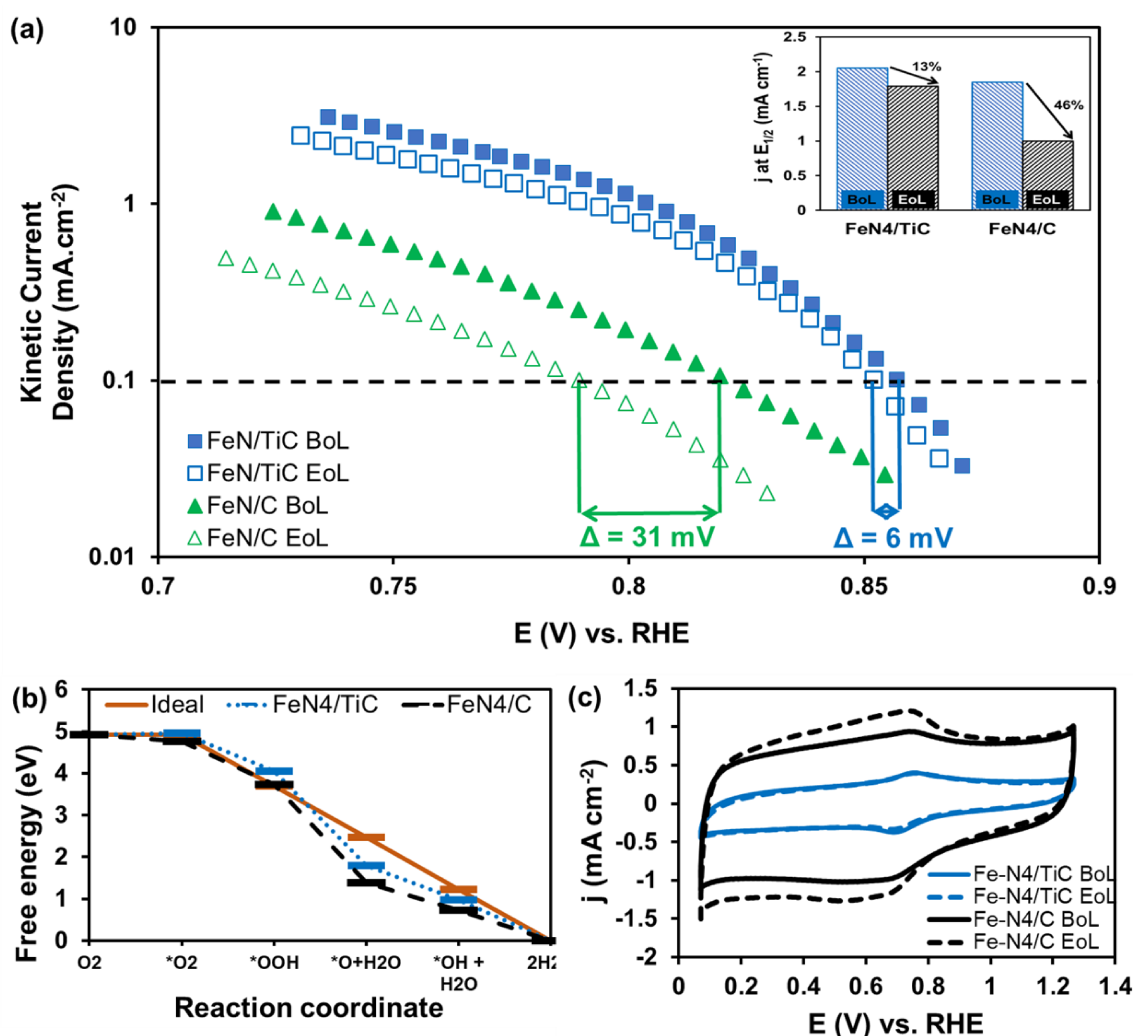 (a)
10
1
0.1
0.01
Kinetic Current
Density (mA.cm⁻²)
FeN/TiC BoL
FeN/TiC EoL
FeN/C BoL
FeN/C EoL
Δ = 31 mV
Δ = 6 mV
0.7
0.75
0.8
0.85
0.9
E (V) vs. RHE
2.5
2
1.5
1
0.5
0
j at E1/2 (mA cm⁻¹)
13%
46%
BoL
EoL
BoL
EoL
FeN4/TiC
FeN4/C
(b)
6
5
4
3
2
1
0
Free energy (eV)
Ideal
FeN4/TiC
FeN4/C
O2
*O2
*OOH
*O+H2O
*OH +
H2O
2H2
Reaction coordinate
(c)
1.5
1
0.5
0
-0.5
-1
-1.5
-2
j (mA cm⁻²)
Fe-N4/TiC BoL
Fe-N4/TiC EoL
Fe-N4/C BoL
Fe-N4/C EoL
0
0.2
0.4
0.6
0.8
1
1.2
1.4
E (V) vs. RHE